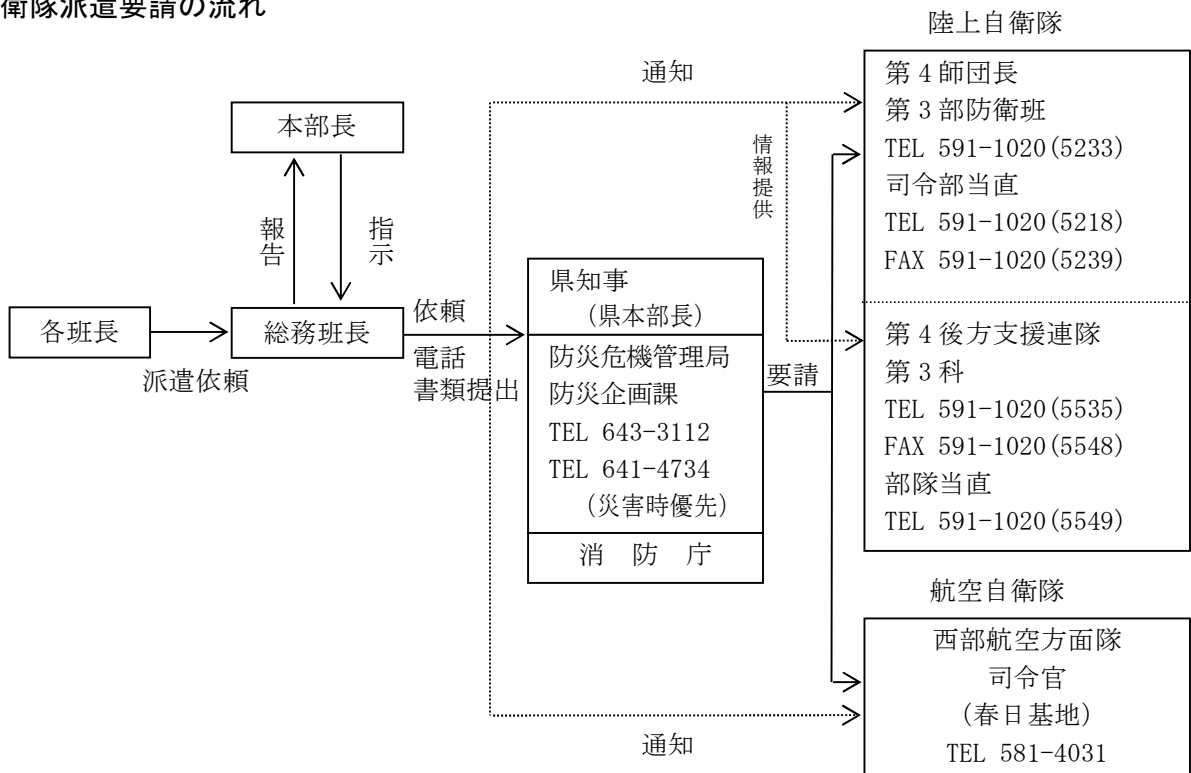 衛隊派遣要請の流れ
陸上自衛隊
通知
本部長
報告
指示
各班長
派遣依頼
総務班長
依頼
電話
書類提出
県知事
（県本部長）
防災危機管理局
防災企画課
TEL 643-3112
TEL 641-4734
（災害時優先）
消 防 庁
要請
情報提供
第４師団長
第３部防衛班
TEL 591-1020(5233)
司令部当直
TEL 591-1020(5218)
FAX 591-1020(5239)
第４後方支援連隊
第３科
TEL 591-1020(5535)
FAX 591-1020(5548)
部隊当直
TEL 591-1020(5549)
航空自衛隊
西部航空方面隊
司令官
（春日基地）
TEL 581-4031
通知